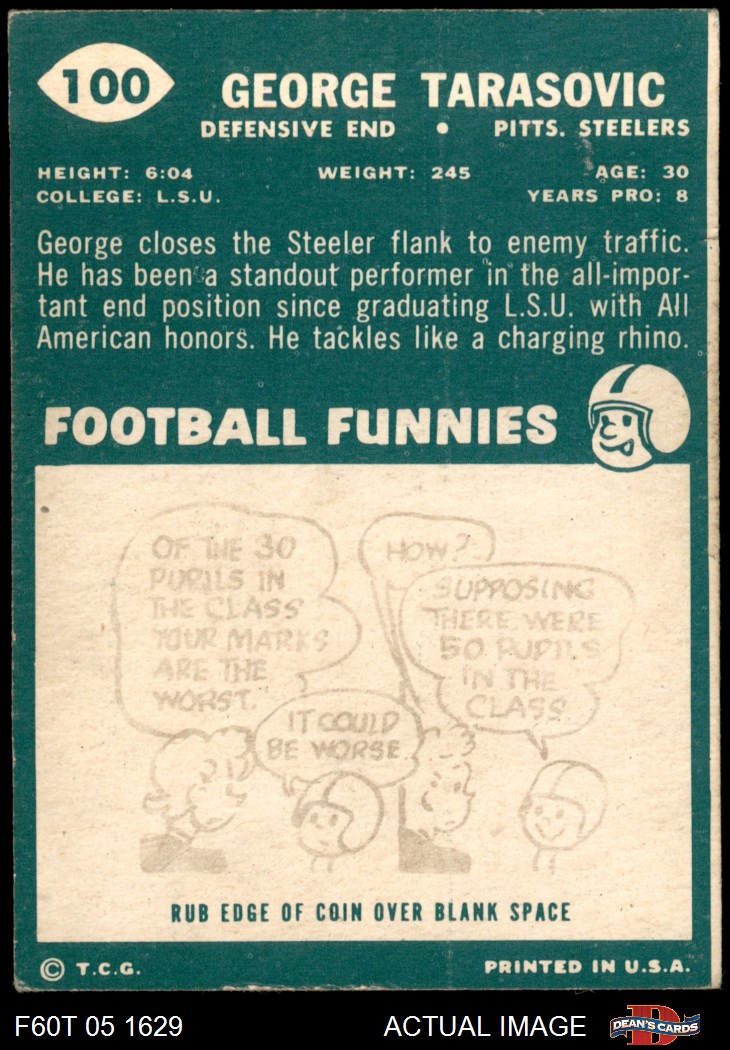 100
GEORGE TARASOVIC
DEFENSIVE END • PITTS. STEELERS
HEIGHT: 6:04 WEIGHT: 245 AGE: 30
COLLEGE: L.S.U. YEARS PRO: 8
George closes the Steeler flank to enemy traffic.
He has been a standout performer in the all-impor-
tant end position since graduating L.S.U. with All
American honors. He tackles like a charging rhino.
FOOTBALL FUNNIES
OF THE 30
PUPILS IN
THE CLASS
YOUR MARKS
ARE THE
WORST.
IT COULD
BE WORSE
HOW?
SUPPOSING
THERE WERE
50 PUPILS
IN THE
CLASS
RUB EDGE OF COIN OVER BLANK SPACE
© T.C.G. PRINTED IN U.S.A.
F60T 05 1629 ACTUAL IMAGE D DEAN'S CARDS